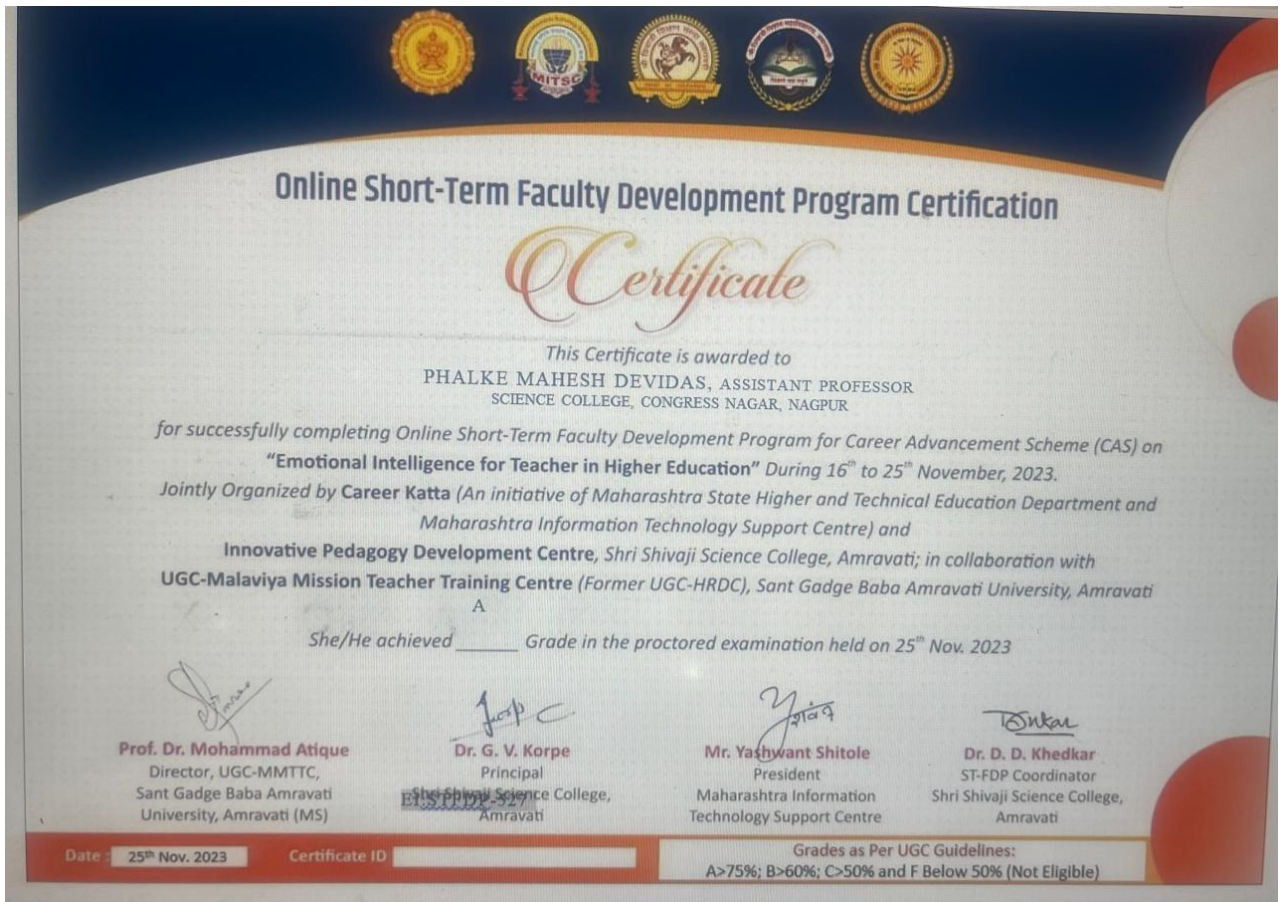 MITSC
Online Short-Term Faculty Development Program Certification
Certificate
This Certificate is awarded to
PHALKE MAHESH DEVIDAS, ASSISTANT PROFESSOR
SCIENCE COLLEGE, CONGRESS NAGAR, NAGPUR
for successfully completing Online Short-Term Faculty Development Program for Career Advancement Scheme (CAS) on
“Emotional Intelligence for Teacher in Higher Education” During 16th to 25th November, 2023.
Jointly Organized by Career Katta (An initiative of Maharashtra State Higher and Technical Education Department and
Maharashtra Information Technology Support Centre) and
Innovative Pedagogy Development Centre, Shri Shivaji Science College, Amravati; in collaboration with
UGC-Malaviya Mission Teacher Training Centre (Former UGC-HRDC), Sant Gadge Baba Amravati University, Amravati
A
She/He achieved ______ Grade in the proctored examination held on 25th Nov. 2023
Prof. Dr. Mohammad Atique
Director, UGC-MMTTC,
Sant Gadge Baba Amravati
University, Amravati (MS)
Dr. G. V. Korpe
Principal
Shri Shivaji Science College,
Amravati
Mr. Yashwant Shitole
President
Maharashtra Information
Technology Support Centre
Dr. D. D. Khedkar
ST-FDP Coordinator
Shri Shivaji Science College,
Amravati
Date : 25th Nov. 2023
Certificate ID
Grades as Per UGC Guidelines:
A>75%; B>60%; C>50% and F Below 50% (Not Eligible)